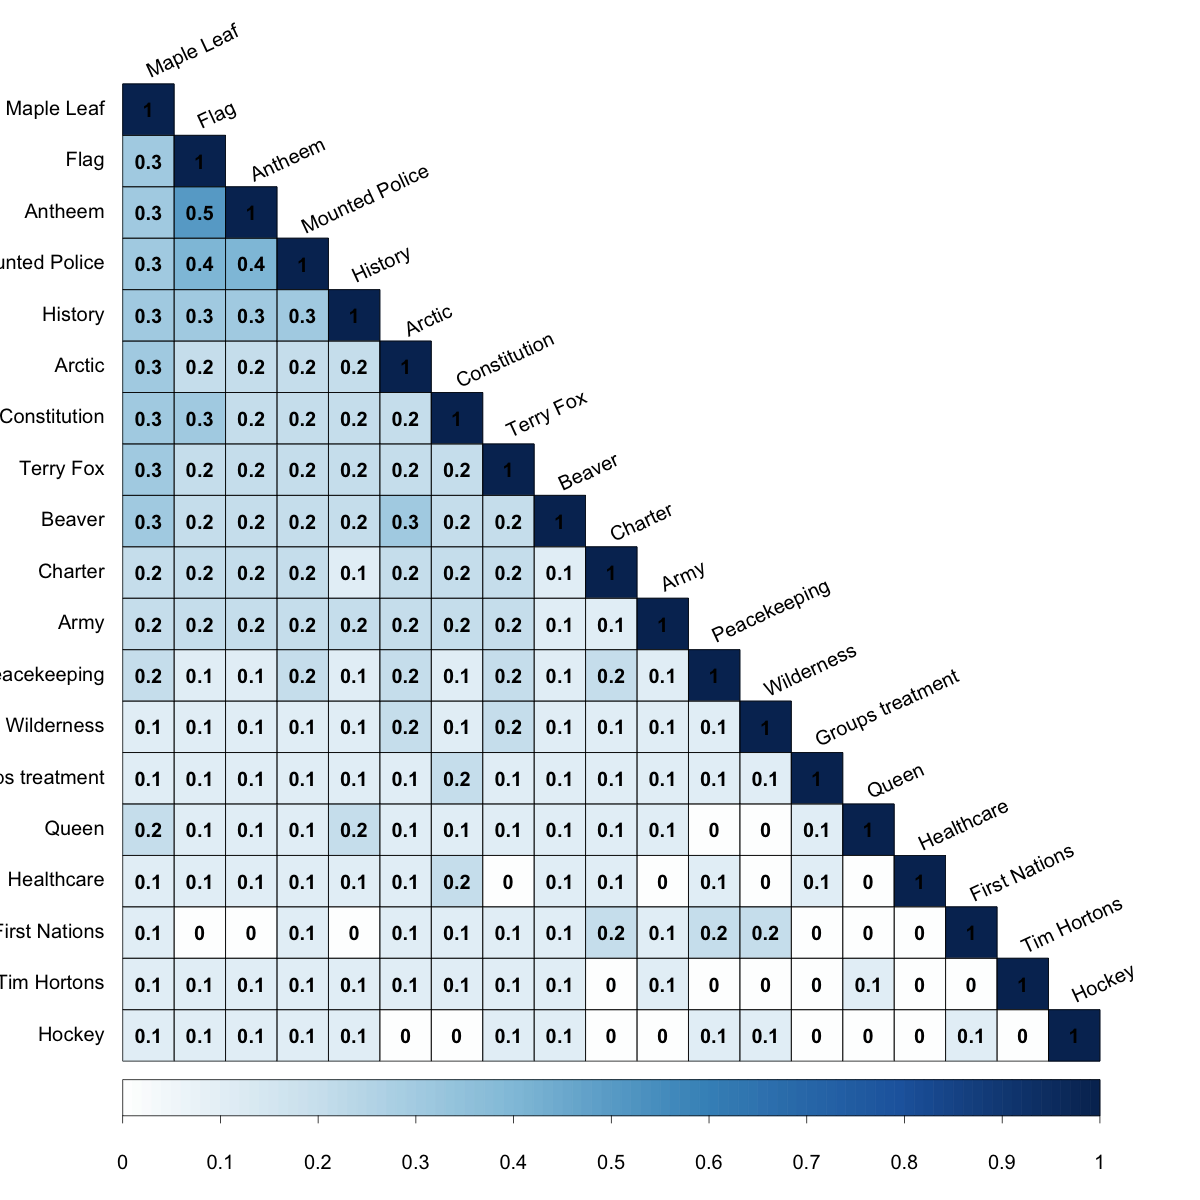 Maple Leaf
Maple Leaf 1 Flag
Flag 0.3 1 Antheem
Antheem 0.3 0.5 1 Mounted Police
unted Police 0.3 0.4 0.4 1 History
History 0.3 0.3 0.3 0.3 1 Arctic
Arctic 0.3 0.2 0.2 0.2 0.2 1 Constitution
Constitution 0.3 0.3 0.2 0.2 0.2 0.2 1 Terry Fox
Terry Fox 0.3 0.2 0.2 0.2 0.2 0.2 0.2 1 Beaver
Beaver 0.3 0.2 0.2 0.2 0.2 0.3 0.2 0.2 1 Charter
Charter 0.2 0.2 0.2 0.2 0.1 0.2 0.2 0.2 0.1 1 Army
Army 0.2 0.2 0.2 0.2 0.2 0.2 0.2 0.2 0.1 0.1 1 Peacekeeping
eacekeeping 0.2 0.1 0.1 0.2 0.1 0.2 0.1 0.2 0.1 0.2 0.1 1 Wilderness
Wilderness 0.1 0.1 0.1 0.1 0.1 0.2 0.1 0.2 0.1 0.1 0.1 0.1 1 Groups treatment
os treatment 0.1 0.1 0.1 0.1 0.1 0.1 0.2 0.1 0.1 0.1 0.1 0.1 0.1 1 Queen
Queen 0.2 0.1 0.1 0.1 0.2 0.1 0.1 0.1 0.1 0.1 0.1 0 0 0.1 1 Healthcare
Healthcare 0.1 0.1 0.1 0.1 0.1 0.1 0.2 0 0.1 0.1 0 0.1 0 0.1 0 1 First Nations
First Nations 0.1 0 0 0.1 0 0.1 0.1 0.1 0.1 0.2 0.1 0.2 0.2 0 0 0 1 Tim Hortons
Tim Hortons 0.1 0.1 0.1 0.1 0.1 0.1 0.1 0.1 0.1 0 0.1 0 0 0 0.1 0 0 1 Hockey
Hockey 0.1 0.1 0.1 0.1 0.1 0 0 0.1 0.1 0 0 0.1 0.1 0 0 0 0.1 0 1
0 0.1 0.2 0.3 0.4 0.5 0.6 0.7 0.8 0.9 1